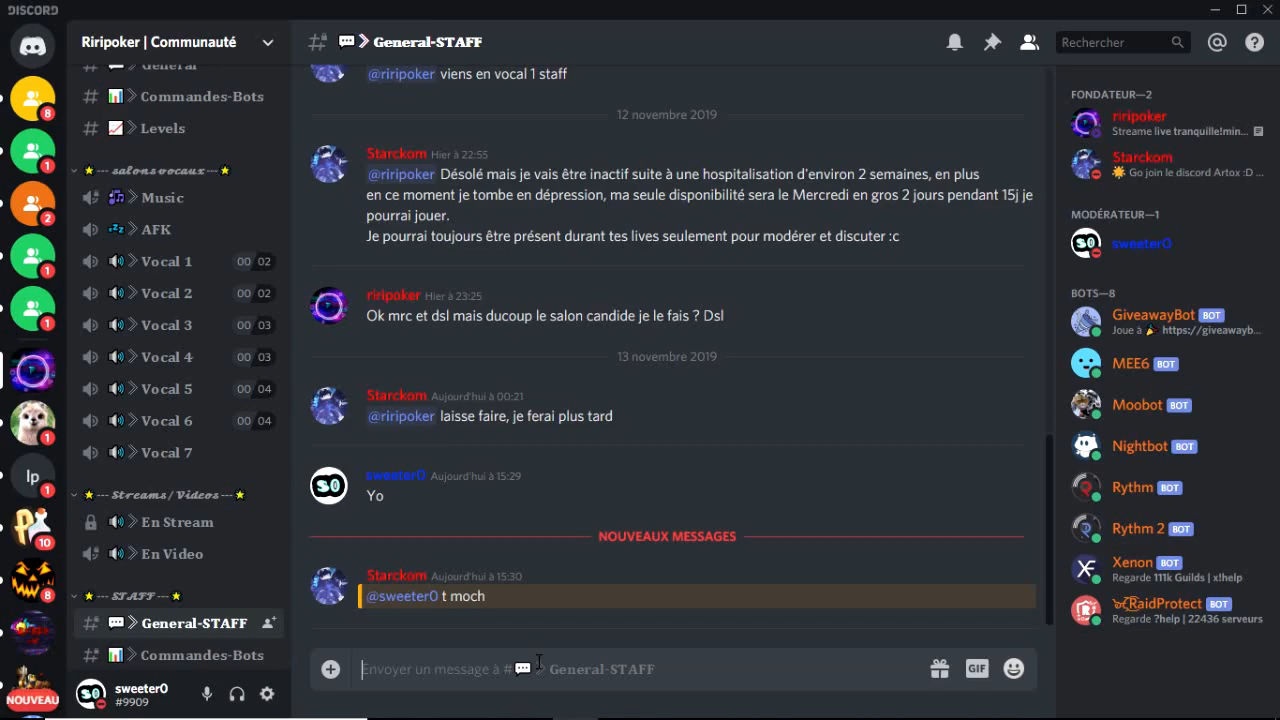 DISCORD
Riripoker | Communauté
General
Commandes-Bots
Levels
--- salons vocaux ---
Music
AFK
Vocal 1 00 02
Vocal 2 00 02
Vocal 3 00 03
Vocal 4 00 03
Vocal 5 00 04
Vocal 6 00 04
Vocal 7
--- Streams/Videos ---
En Stream
En Video
--- STAFF ---
General-STAFF
Commandes-Bots
sweeter0
#9909
8
1
2
1
1
1
lp
1
10
8
NOUVEAU
General-STAFF
Rechercher
@riripoker viens en vocal 1 staff
12 novembre 2019
Starckom Hier à 22:55
@riripoker Désolé mais je vais être inactif suite à une hospitalisation d'environ 2 semaines, en plus
en ce moment je tombe en dépression, ma seule disponibilité sera le Mercredi en gros 2 jours pendant 15j je
pourrai jouer.
Je pourrai toujours être présent durant tes lives seulement pour modérer et discuter :c
riripoker Hier à 23:25
Ok mrc et dsl mais ducoup le salon candide je le fais ? Dsl
13 novembre 2019
Starckom Aujourd'hui à 00:21
@riripoker laisse faire, je ferai plus tard
s0
sweeter0 Aujourd'hui à 15:29
Yo
NOUVEAUX MESSAGES
Starckom Aujourd'hui à 15:30
@sweeter0 t moch
Envoyer un message à # General-STAFF
GIF
FONDATEUR—2
riripoker
Streame live tranquille!min...
Starckom
Go join le discord Artox :D ...
MODÉRATEUR—1
sweeter0
BOTS—8
GiveawayBot BOT
Joue à https://giveawayb...
MEE6 BOT
Moobot BOT
Nightbot BOT
Rythm BOT
Rythm 2 BOT
Xenon BOT
Regarde 111k Guilds | x!help
RaidProtect BOT
Regarde ?help | 22436 serveurs